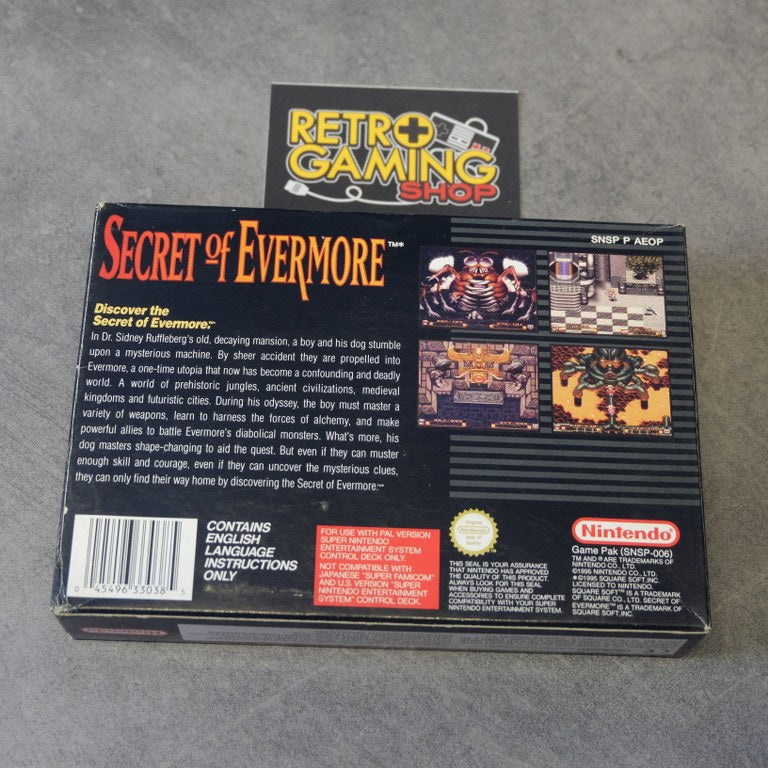 RETRO
GAMING
SHOP
SECRET of EVERMORE™*
SNSP P AEOP
Discover the
Secret of Evermore:™
In Dr. Sidney Ruffleberg's old, decaying mansion, a boy and his dog stumble
upon a mysterious machine. By sheer accident they are propelled into
Evermore, a one-time utopia that now has become a confounding and deadly
world. A world of prehistoric jungles, ancient civilizations, medieval
kingdoms and futuristic cities. During his odyssey, the boy must master a
variety of weapons, learn to harness the forces of alchemy, and make
powerful allies to battle Evermore's diabolical monsters. What's more, his
dog masters shape-changing to aid the quest. But even if they can muster
enough skill and courage, even if they can uncover the mysterious clues,
they can only find their way home by discovering the Secret of Evermore.™
0 45496 33038 5
CONTAINS
ENGLISH
LANGUAGE
INSTRUCTIONS
ONLY
FOR USE WITH PAL VERSION
SUPER NINTENDO
ENTERTAINMENT SYSTEM
CONTROL DECK ONLY.
NOT COMPATIBLE WITH
JAPANESE "SUPER FAMICOM"
AND U.S. VERSION "SUPER
NINTENDO ENTERTAINMENT
SYSTEM" CONTROL DECK.
Original
Nintendo
Seal of
Quality
THIS SEAL IS YOUR ASSURANCE
THAT NINTENDO HAS APPROVED
THE QUALITY OF THIS PRODUCT.
ALWAYS LOOK FOR THIS SEAL
WHEN BUYING GAMES AND
ACCESSORIES TO ENSURE COMPLETE
COMPATIBILITY WITH YOUR SUPER
NINTENDO ENTERTAINMENT SYSTEM.
Nintendo
Game Pak (SNSP-006)
TM AND ® ARE TRADEMARKS OF
NINTENDO CO., LTD.
©1995 NINTENDO CO., LTD.
©1995 SQUARE SOFT, INC.
LICENSED TO NINTENDO.
SQUARE SOFT™ IS A TRADEMARK
OF SQUARE CO., LTD. SECRET OF
EVERMORE™ IS A TRADEMARK OF
SQUARE SOFT, INC.